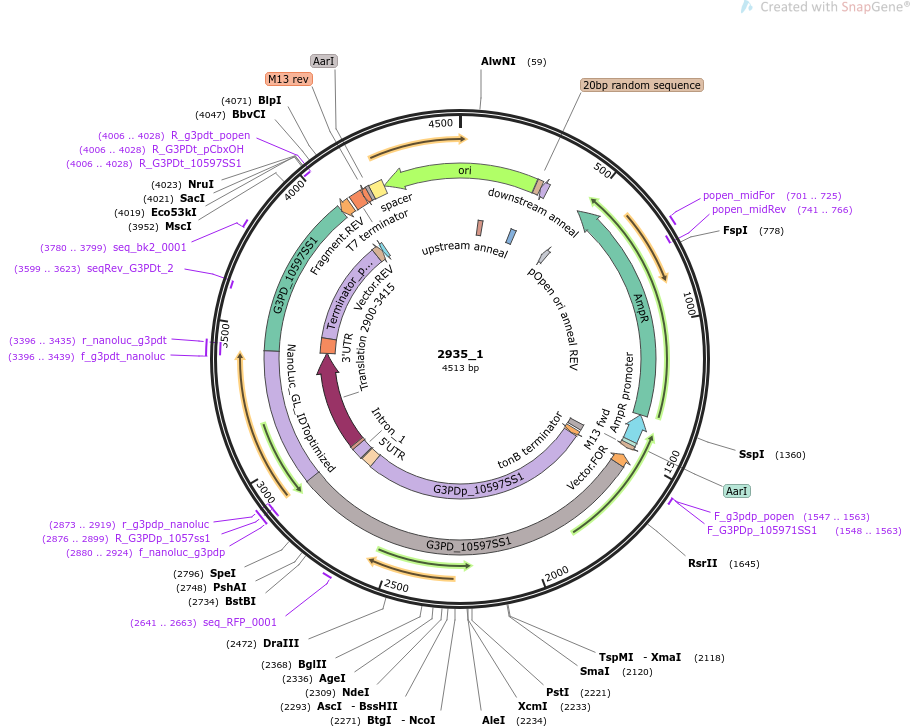 Created with SnapGene®
AarI
M13 rev
AlwNI (59)
20bp random sequence
(4071) BlpI
(4047) BbvCI
(4006 .. 4028) R_g3pdt_popen
(4006 .. 4028) R_G3PDt_pCbxOH
(4006 .. 4028) R_G3PDt_10597SS1
(4023) NruI
(4021) SacI
(4019) Eco53kI
(3952) MscI
(3780 .. 3799) seq_bk2_0001
(3599 .. 3623) seqRev_G3PDt_2
(3396 .. 3435) r_nanoluc_g3pdt
(3396 .. 3439) f_g3pdt_nanoluc
(2873 .. 2919) r_g3pdp_nanoluc
(2876 .. 2899) R_G3PDp_1057ss1
(2880 .. 2924) f_nanoluc_g3pdp
(2796) SpeI
(2748) PshAI
(2734) BstBI
(2641 .. 2663) seq_RFP_0001
(2472) DraIII
(2368) BglII
(2336) AgeI
(2309) NdeI
(2293) AscI - BssHII
(2271) BtgI - NcoI
AleI (2234)
XcmI (2233)
PstI (2221)
SmaI (2120)
TspMI - XmaI (2118)
RsrII (1645)
F_g3pdp_popen (1547 .. 1563)
F_G3PDp_105971SS1 (1548 .. 1563)
AarI
SspI (1360)
FspI (778)
popen_midRev (741 .. 766)
popen_midFor (701 .. 725)
4500
500
1000
1500
2000
2500
3000
3500
4000
ori
spacer
T7 terminator
Fragment.REV
downstream anneal
upstream anneal
pOpen ori anneal REV
AmpR
AmpR promoter
M13 fwd
Vector.FOR
tonB terminator
G3PDp_10597SS1
G3PD_10597SS1
5'UTR
Intron_1
NanoLuc_GL_IDToptimized
Translation 2900-3415
3'UTR
Terminator_p...
Vector.REV
G3PD_10597SS1
2935_1
4513 bp